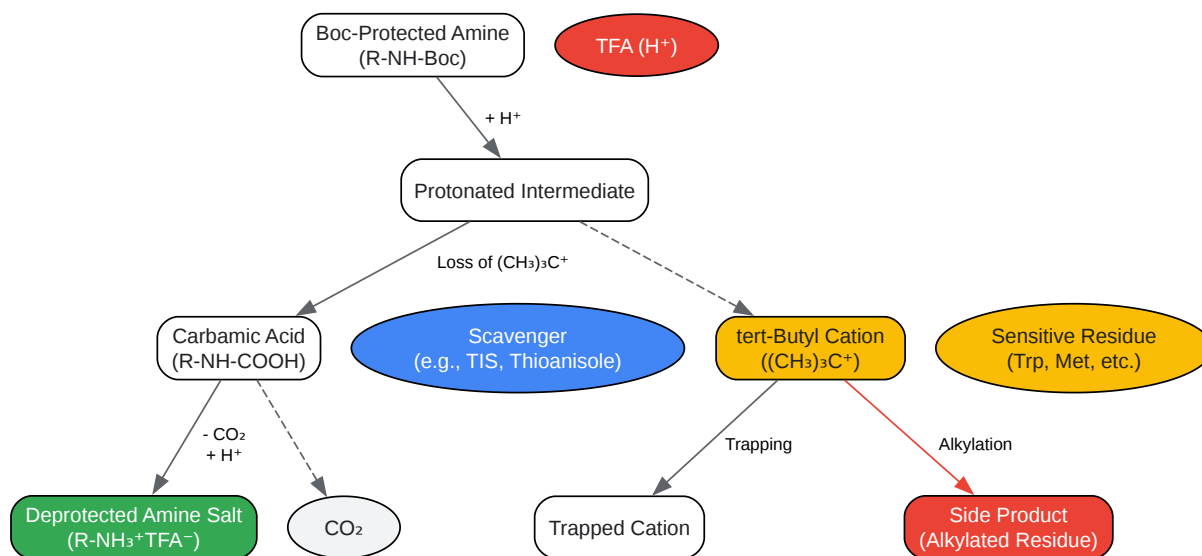 Boc-Protected Amine
(R-NH-Boc)
TFA (H⁺)
+ H⁺
Protonated Intermediate
Loss of (CH₃)₃C⁺
Carbamic Acid
(R-NH-COOH)
Scavenger
(e.g., TIS, Thioanisole)
tert-Butyl Cation
((CH₃)₃C⁺)
Sensitive Residue
(Trp, Met, etc.)
- CO₂
+ H⁺
Trapping
Alkylation
Deprotected Amine Salt
(R-NH₃⁺TFA⁻)
CO₂
Trapped Cation
Side Product
(Alkylated Residue)